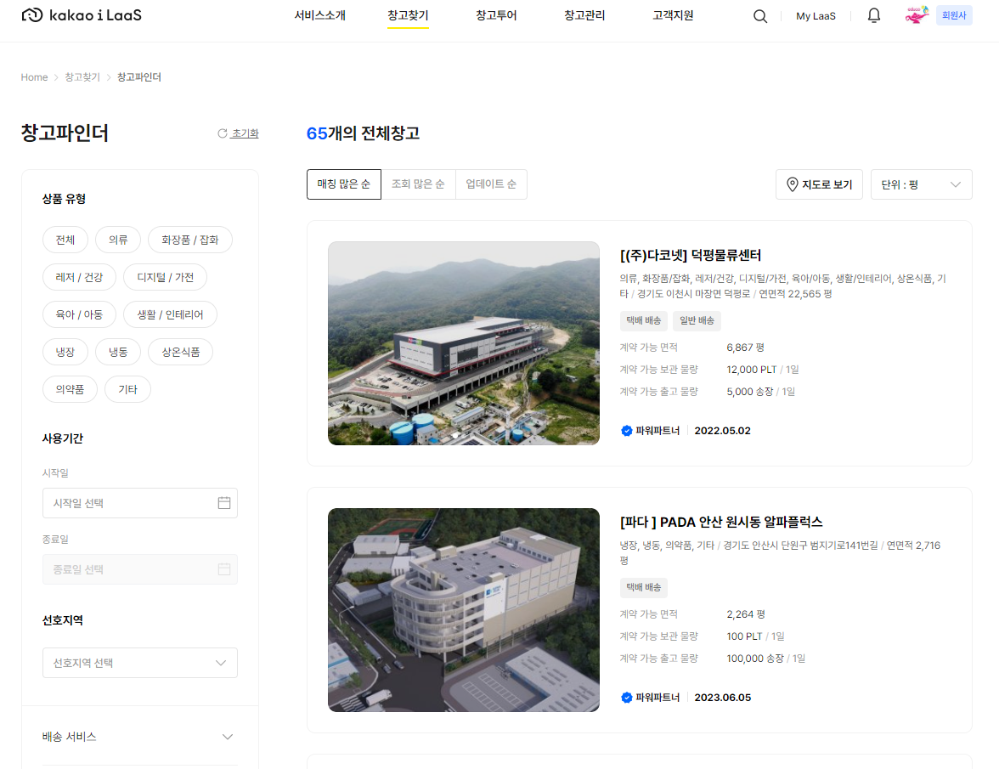 kakao i LaaS
서비스소개
창고찾기
창고투어
창고관리
고객지원
My LaaS
educo
회원사
Home > 창고찾기 > 창고파인더
창고파인더
초기화
상품 유형
전체
의류
화장품 / 잡화
레저 / 건강
디지털 / 가전
육아 / 아동
생활 / 인테리어
냉장
냉동
상온식품
의약품
기타
사용기간
시작일
시작일 선택
종료일
종료일 선택
선호지역
선호지역 선택
배송 서비스
65개의 전체창고
매칭 많은 순
조회 많은 순
업데이트 순
지도로 보기
단위 : 평
[(주)다코넷] 덕평물류센터
의류, 화장품/잡화, 레저/건강, 디지털/가전, 육아/아동, 생활/인테리어, 상온식품, 기
타 / 경기도 이천시 마장면 덕평로 / 연면적 22,565 평
택배 배송
일반 배송
계약 가능 면적 6,867 평
계약 가능 보관 물량 12,000 PLT / 1일
계약 가능 출고 물량 5,000 송장 / 1일
파워파트너 2022.05.02
[파다 ] PADA 안산 원시동 알파플럭스
냉장, 냉동, 의약품, 기타 / 경기도 안산시 단원구 범지기로141번길 / 연면적 2,716
평
택배 배송
계약 가능 면적 2,264 평
계약 가능 보관 물량 100 PLT / 1일
계약 가능 출고 물량 100,000 송장 / 1일
파워파트너 2023.06.05